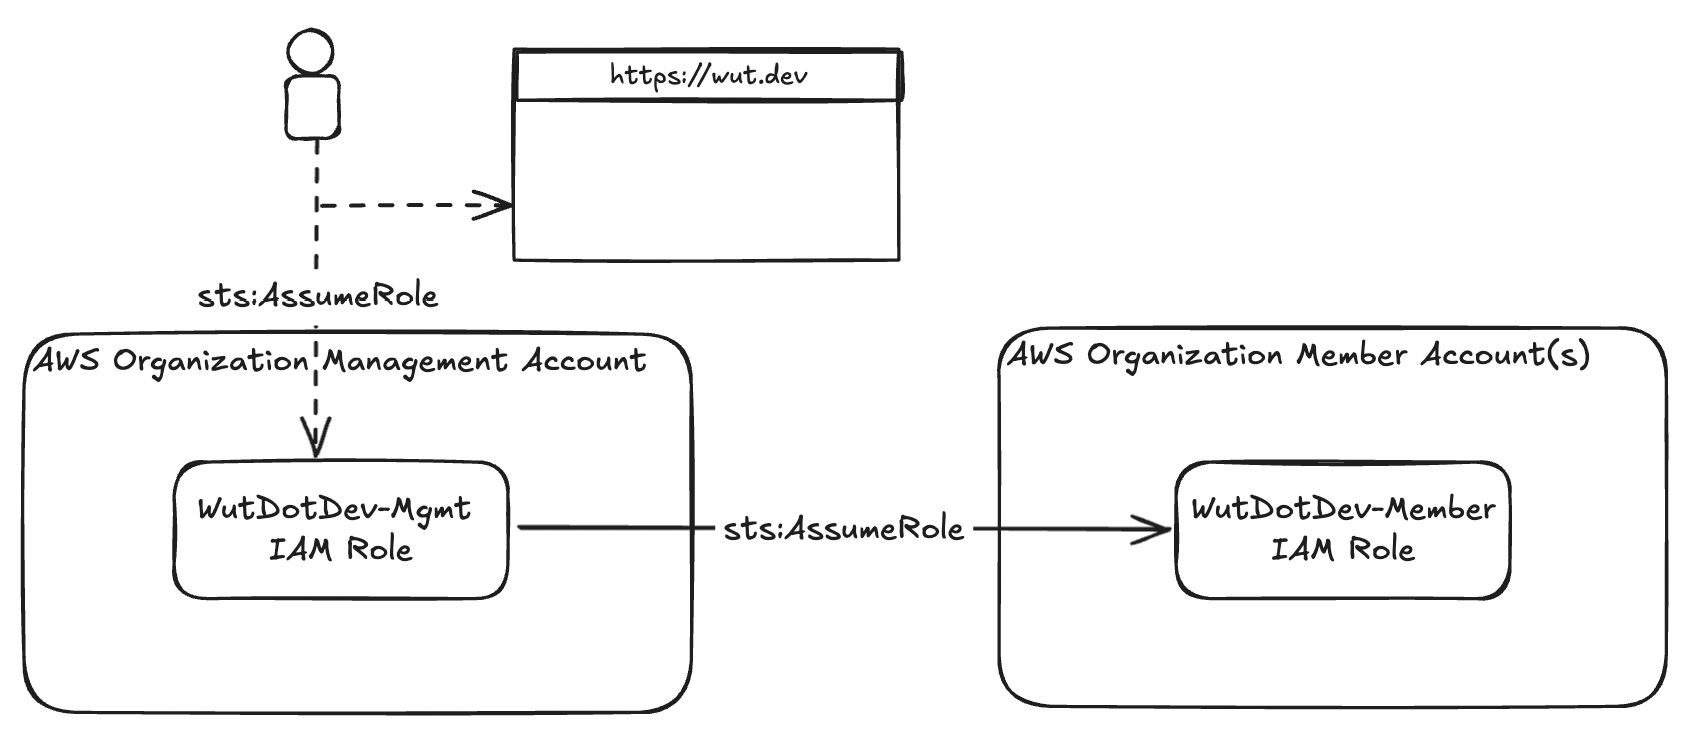 https://wut.dev
sts:AssumeRole
AWS Organization Management Account
AWS Organization Member Account(s)
WutDotDev-Mgmt
IAM Role
sts:AssumeRole
WutDotDev-Member
IAM Role